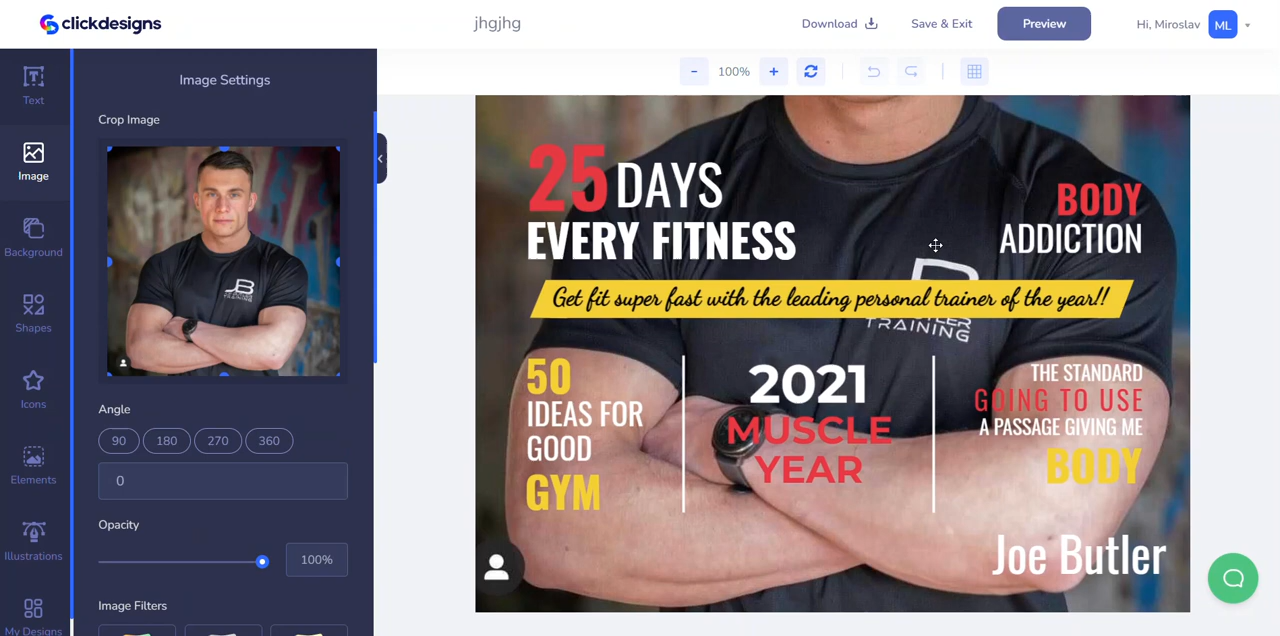 clickdesigns
jhgjhg
Download
Save & Exit
Preview
Hi, Miroslav
ML
Text
Image
Background
Shapes
Icons
Elements
Illustrations
My Designs
Image Settings
Crop Image
Angle
90 180 270 360
0
Opacity
100%
Image Filters
- 100% +
25 DAYS
EVERY FITNESS
BODY
ADDICTION
Get fit super fast with the leading personal trainer of the year!!
TRAINING
50
IDEAS FOR
GOOD
GYM
2021
MUSCLE
YEAR
THE STANDARD
GOING TO USE
A PASSAGE GIVING ME
BODY
Joe Butler